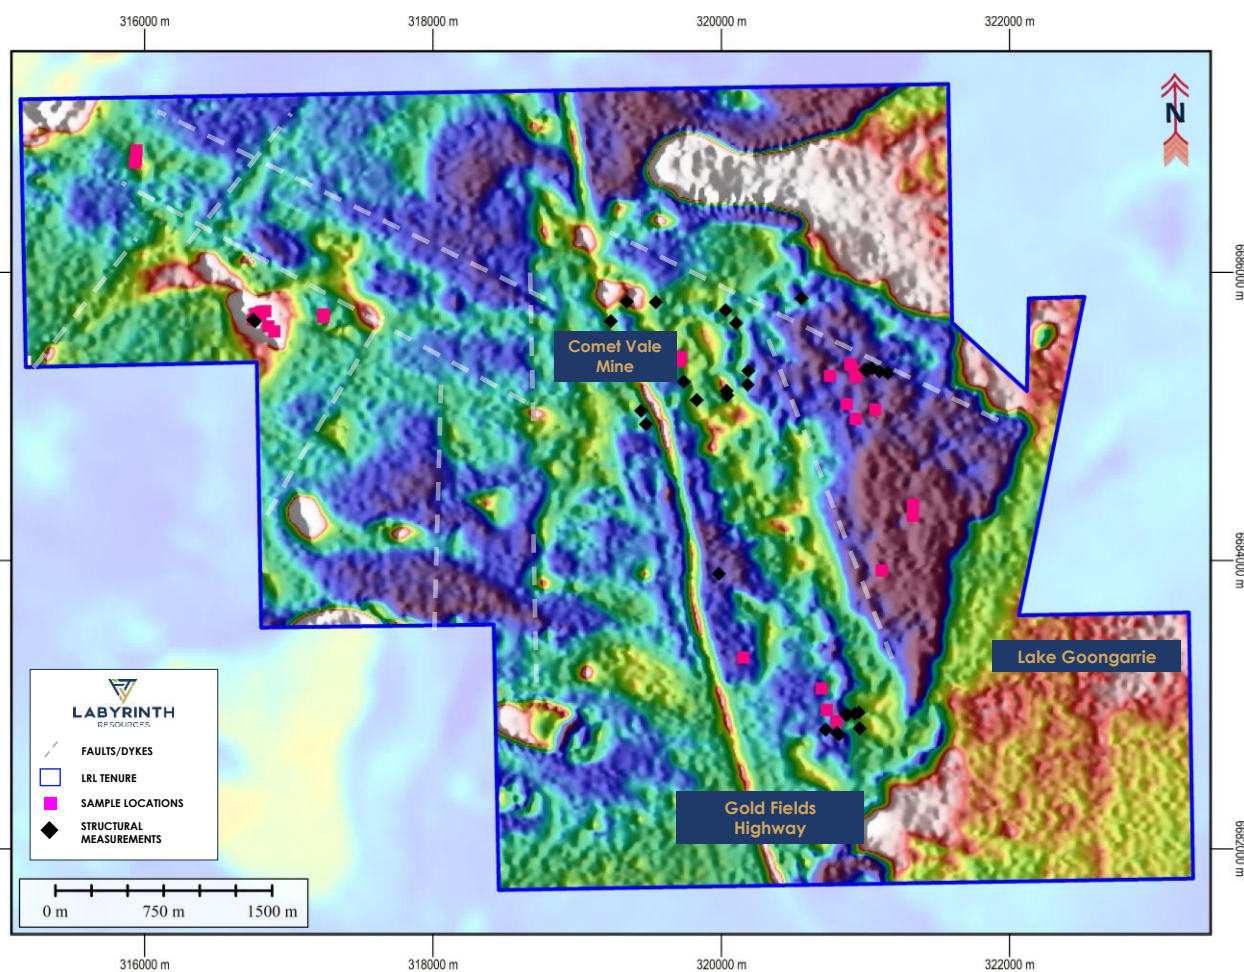 316000 m
318000 m
320000 m
322000 m
N
6686000 m
Comet Vale
Mine
6684000 m
Lake Goongarrie
LABYRINTH
RESOURCES
FAULTS/DYKES
LRL TENURE
SAMPLE LOCATIONS
STRUCTURAL
MEASUREMENTS
Gold Fields
Highway
6682000 m
0 m
750 m
1500 m
316000 m
318000 m
320000 m
322000 m